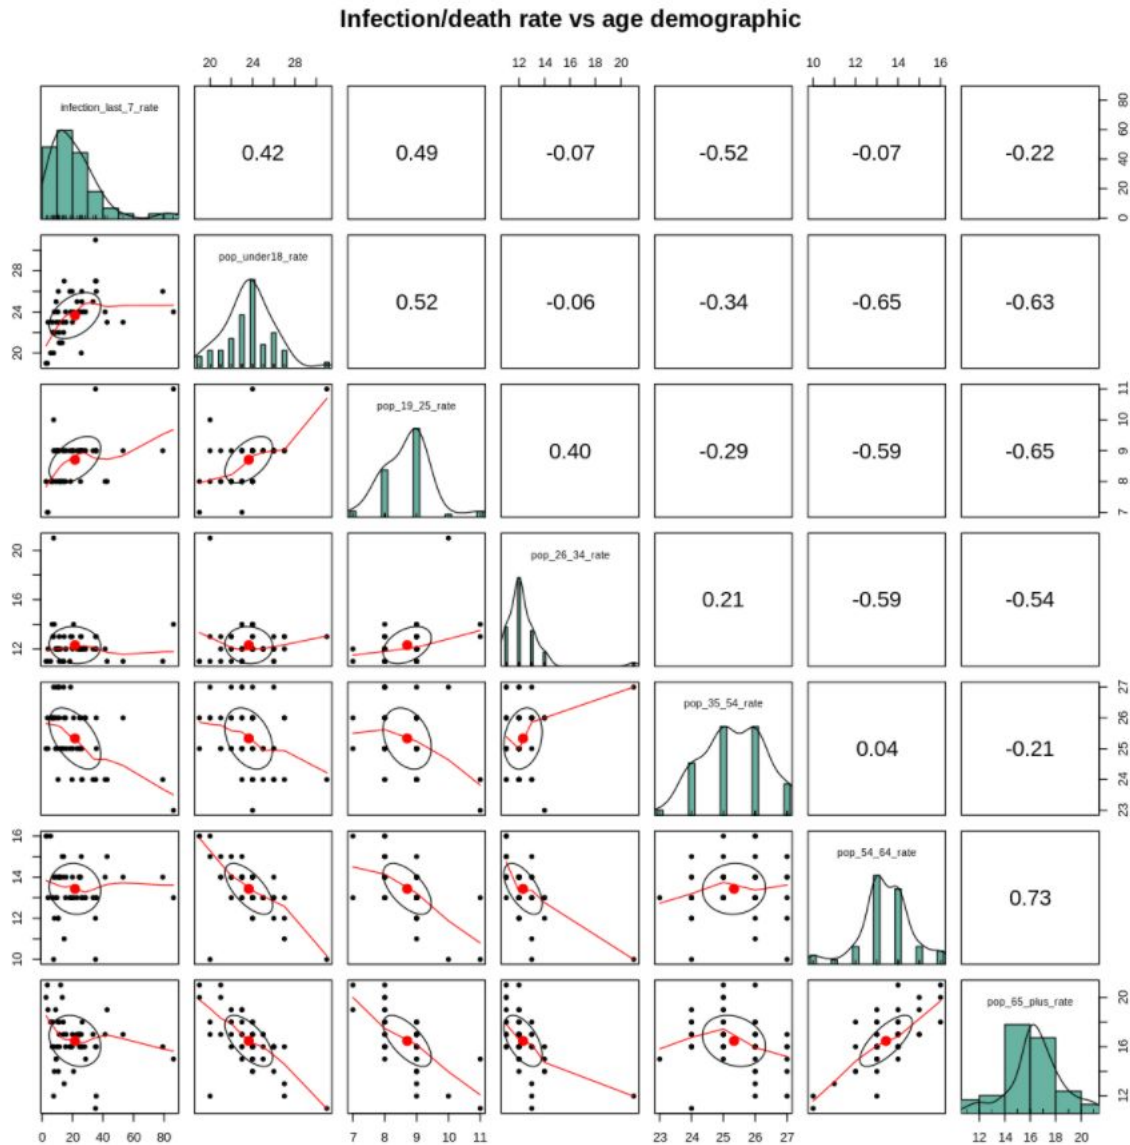 Infection/death rate vs age demographic
20 24 28
12 14 16 20
10 12 14 16
infection_last_7_rate
0.42
0.49
-0.07
-0.52
-0.07
-0.22
0 20 40 60 80
20 24 28
pop_under18_rate
0.52
-0.06
-0.34
-0.65
-0.63
pop_19_25_rate
0.40
-0.29
-0.59
-0.65
7 8 9 10 11
12 16 20
pop_26_34_rate
0.21
-0.59
-0.54
pop_35_54_rate
0.04
-0.21
23 24 25 26 27
10 12 14 16
pop_54_64_rate
0.73
pop_65_plus_rate
12 14 16 18 20
0 20 40 60 80
7 8 9 10 11
23 24 25 26 27
12 14 16 18 20